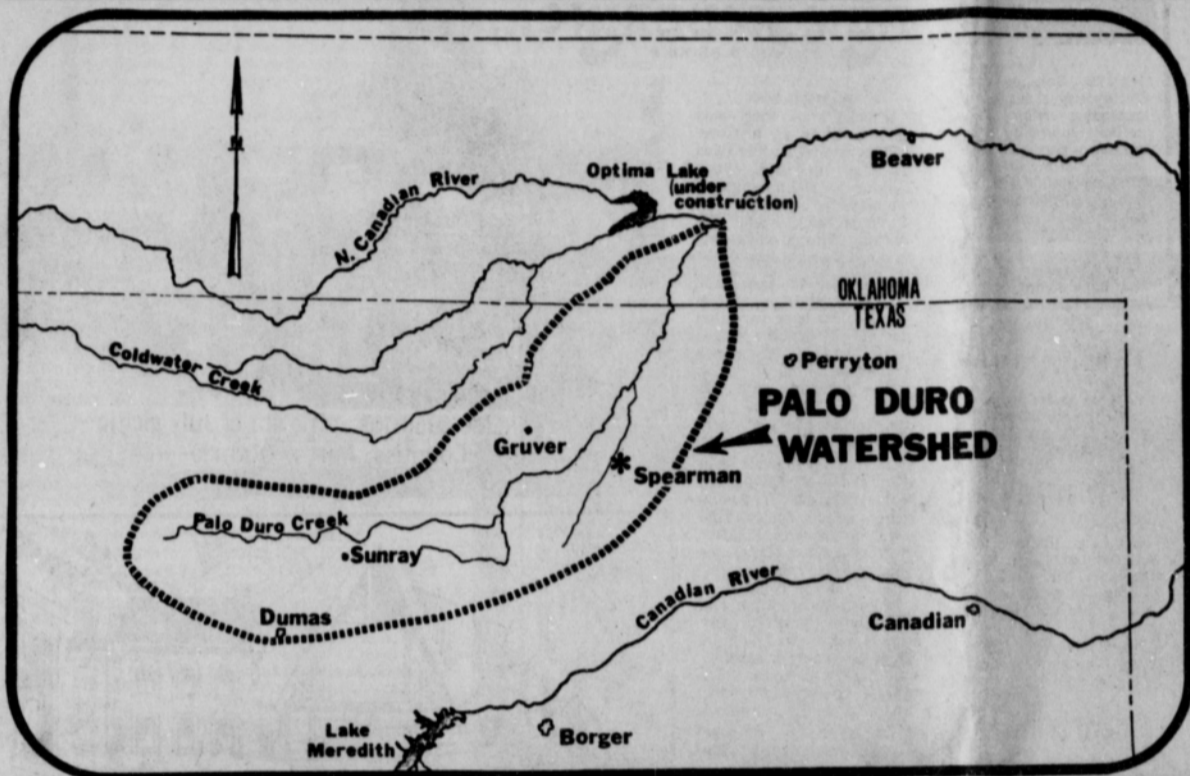 N
Beaver
Optima Lake
(under
construction)
N. Canadian River
OKLAHOMA
TEXAS
Coldwater Creek
Perryton
PALO DURO
WATERSHED
Gruver
Spearman
Palo Duro Creek
Sunray
Dumas
Canadian River
Canadian
Lake
Meredith
Borger